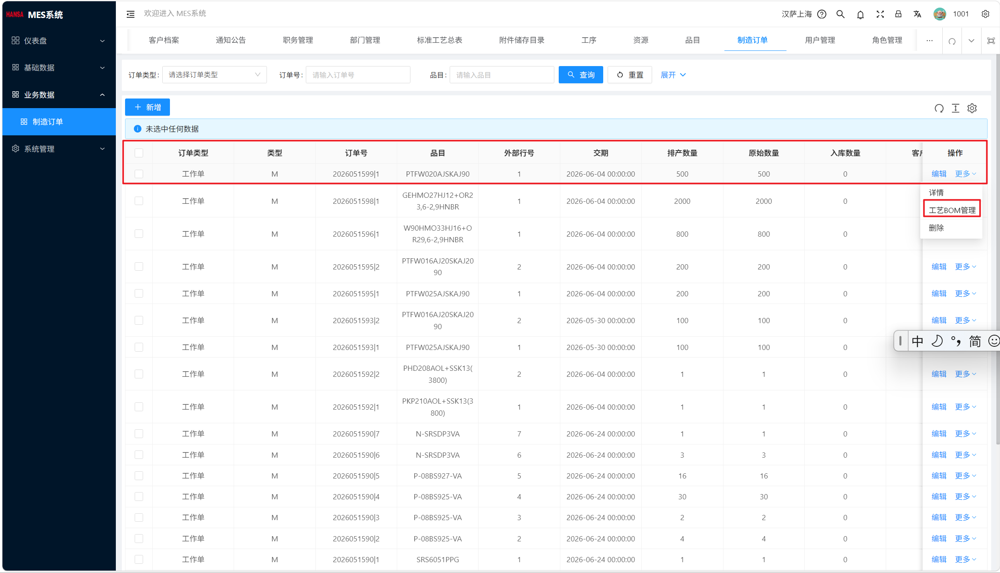 HANSA MES系统
欢迎进入 MES系统
汉萨上海
1001
仪表盘
基础数据
业务数据
制造订单
系统管理
客户档案 通知公告 职务管理 部门管理 标准工艺总表 附件储存目录 工序 资源 品目 制造订单 用户管理 角色管理 ···
订单类型: 请选择订单类型 订单号: 请输入订单号 品目: 请输入品目 查询 重置 展开
新增
未选中任何数据
订单类型 类型 订单号 品目 外部行号 交期 排产数量 原始数量 入库数量 操作
工作单 M 2026051599|1 PTFW020AJSKAJ90 1 2026-06-04 00:00:00 500 500 0 编辑 更多
详情
工艺BOM管理
删除
工作单 M 2026051598|1 GEHMO27HJ12+OR2
3,6-2,9HNBR 1 2026-06-04 00:00:00 2000 2000 0
工作单 M 2026051596|1 W90HMO33HJ16+O
R29,6-2,9HNBR 1 2026-06-04 00:00:00 800 800 0
工作单 M 2026051595|2 PTFW016AJ20SKAJ20
90 2 2026-06-04 00:00:00 200 200 0 编辑 更多
工作单 M 2026051595|1 PTFW025AJSKAJ90 1 2026-06-04 00:00:00 200 200 0 编辑 更多
工作单 M 2026051593|2 PTFW016AJ20SKAJ20
90 2 2026-05-30 00:00:00 100 100 0 编辑 更多
工作单 M 2026051593|1 PTFW025AJSKAJ90 1 2026-05-30 00:00:00 100 100 0
中 °, 简
工作单 M 2026051592|2 PHD208AOL+SSK13(
3800) 2 2026-06-04 00:00:00 1 1 0 编辑 更多
工作单 M 2026051592|1 PKP210AOL+SSK13(3
800) 1 2026-06-04 00:00:00 1 1 0 编辑 更多
工作单 M 2026051590|7 N-SRSDP3VA 7 2026-06-24 00:00:00 1 1 0 编辑 更多
工作单 M 2026051590|6 N-SRSDP3VA 6 2026-06-24 00:00:00 3 3 0 编辑 更多
工作单 M 2026051590|5 P-08BS927-VA 5 2026-06-24 00:00:00 16 16 0 编辑 更多
工作单 M 2026051590|4 P-08BS925-VA 4 2026-06-24 00:00:00 30 30 0 编辑 更多
工作单 M 2026051590|3 P-08BS925-VA 3 2026-06-24 00:00:00 2 2 0 编辑 更多
工作单 M 2026051590|2 P-08BS925-VA 2 2026-06-24 00:00:00 4 4 0 编辑 更多
工作单 M 2026051590|1 SRS6051PPG 1 2026-06-24 00:00:00 1 1 0 编辑 更多